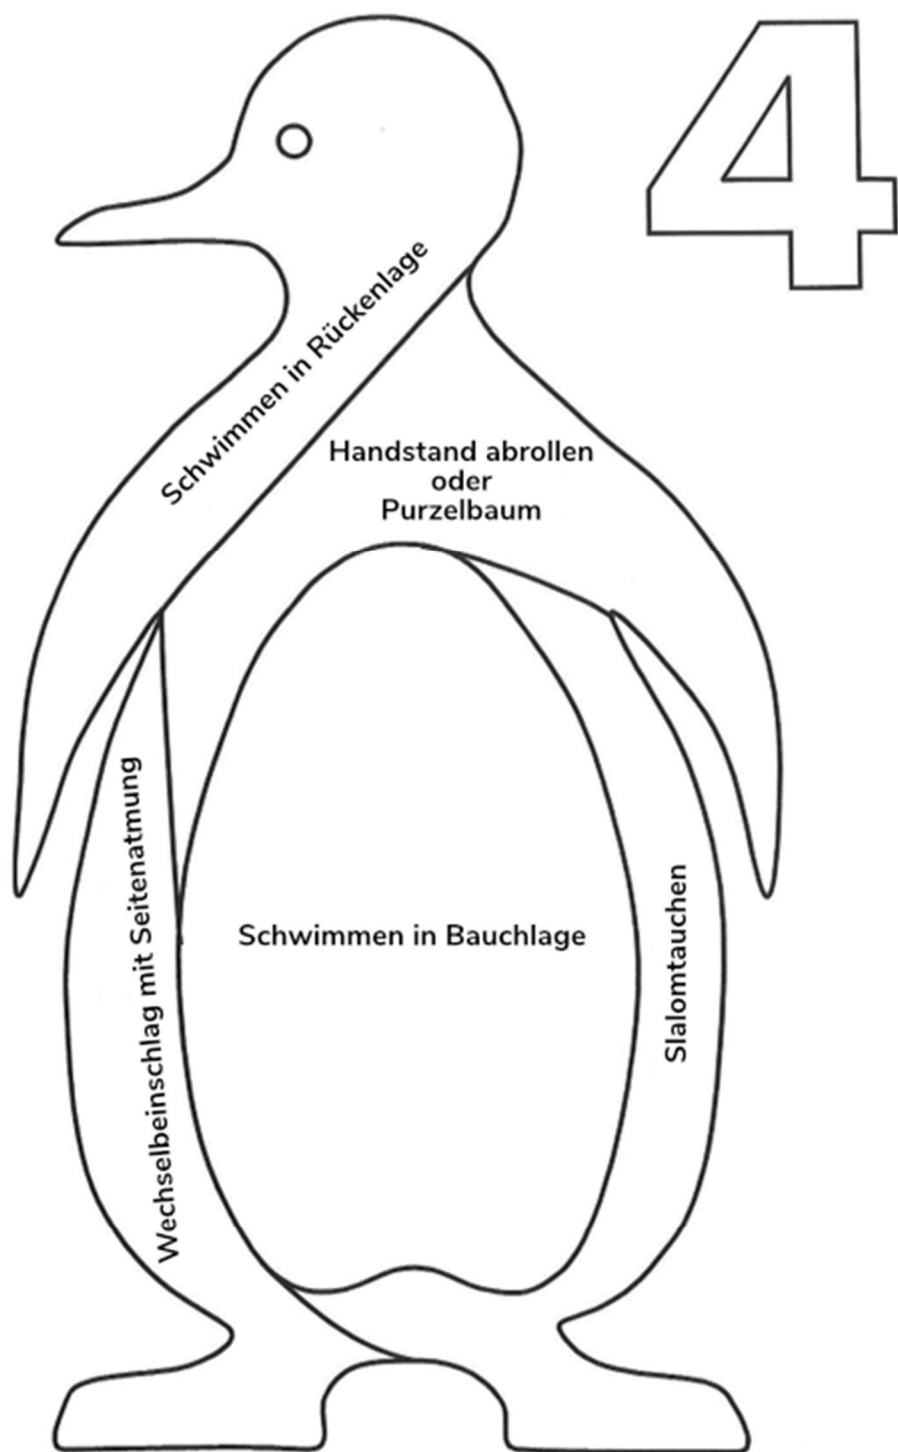 4
Schwimmen in Rückenlage
Handstand abrollen
oder
Purzelbaum
Wechselbeinschlag mit Seitenatmung
Schwimmen in Bauchlage
Slalomtauchen